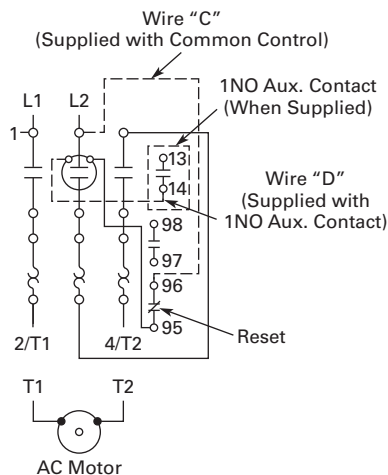 Wire “C”
(Supplied with Common Control)
L1
L2
1NO Aux. Contact
(When Supplied)
1
13
14
Wire “D”
(Supplied with
1NO Aux. Contact)
98
97
96
95
Reset
2/T1
4/T2
T1
T2
AC Motor